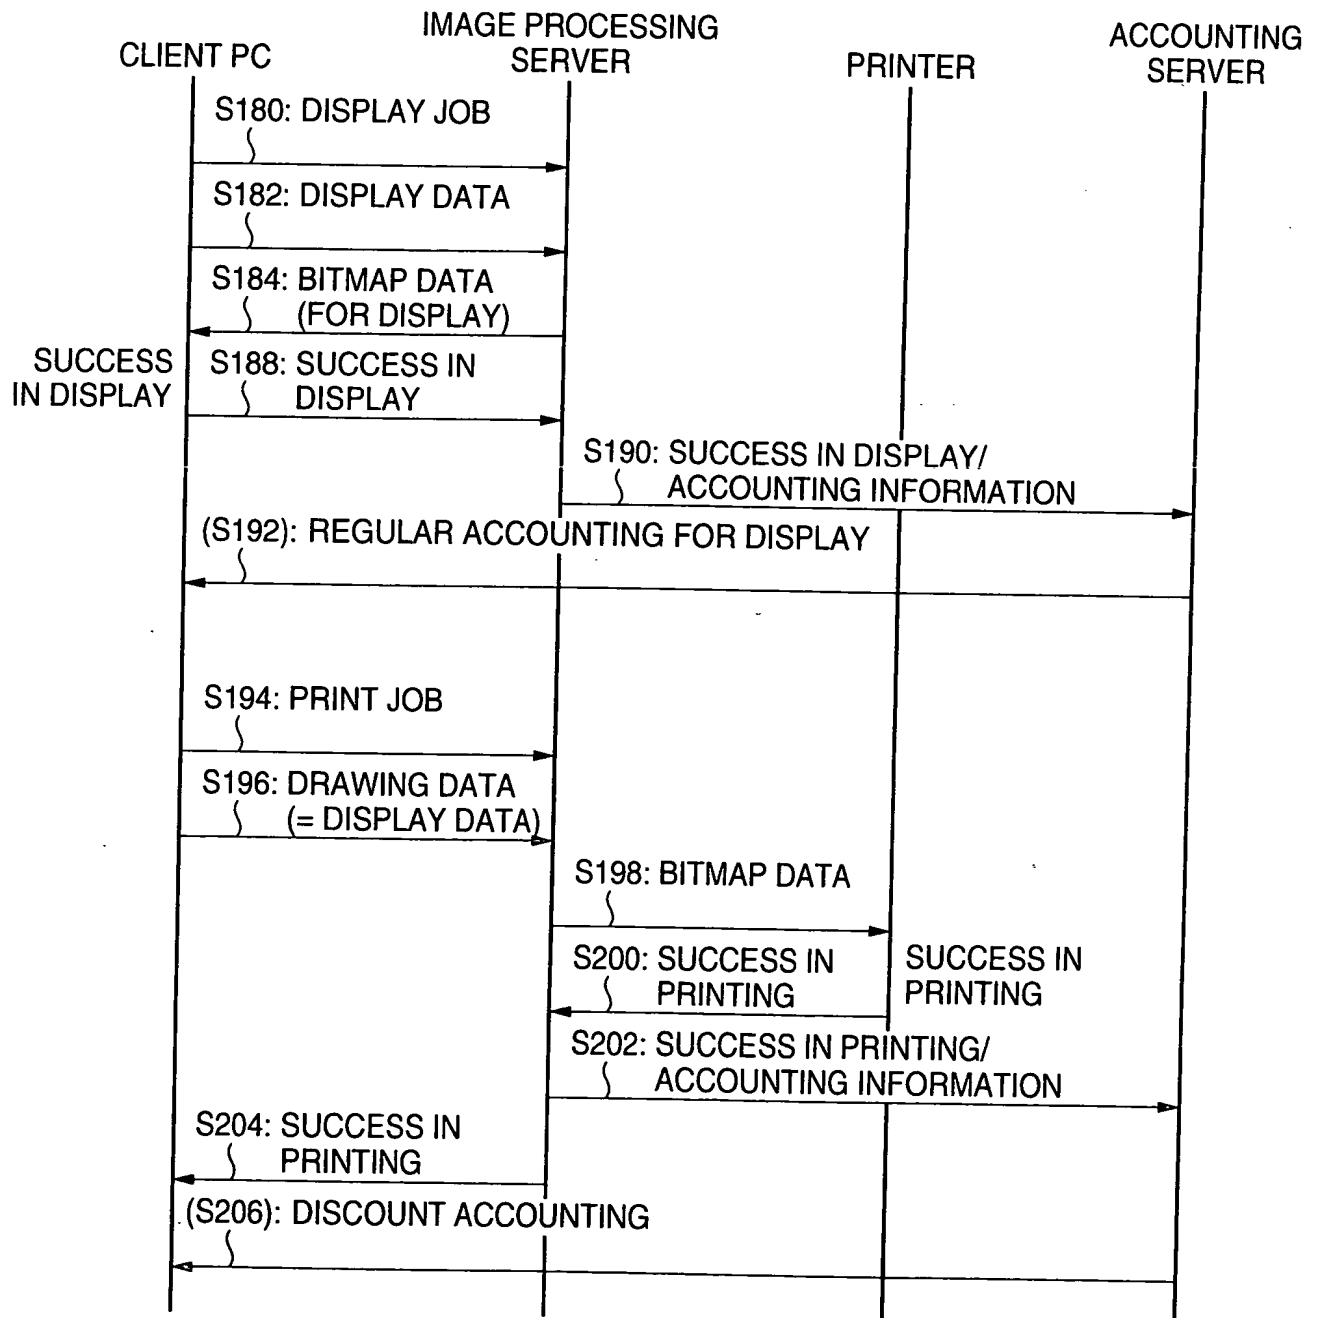 CLIENT PC
IMAGE PROCESSING
SERVER
PRINTER
ACCOUNTING
SERVER
S180: DISPLAY JOB
S182: DISPLAY DATA
S184: BITMAP DATA
(FOR DISPLAY)
SUCCESS
IN DISPLAY
S188: SUCCESS IN
DISPLAY
S190: SUCCESS IN DISPLAY/
ACCOUNTING INFORMATION
(S192): REGULAR ACCOUNTING FOR DISPLAY
S194: PRINT JOB
S196: DRAWING DATA
(= DISPLAY DATA)
S198: BITMAP DATA
S200: SUCCESS IN
PRINTING
SUCCESS IN
PRINTING
S202: SUCCESS IN PRINTING/
ACCOUNTING INFORMATION
S204: SUCCESS IN
PRINTING
(S206): DISCOUNT ACCOUNTING